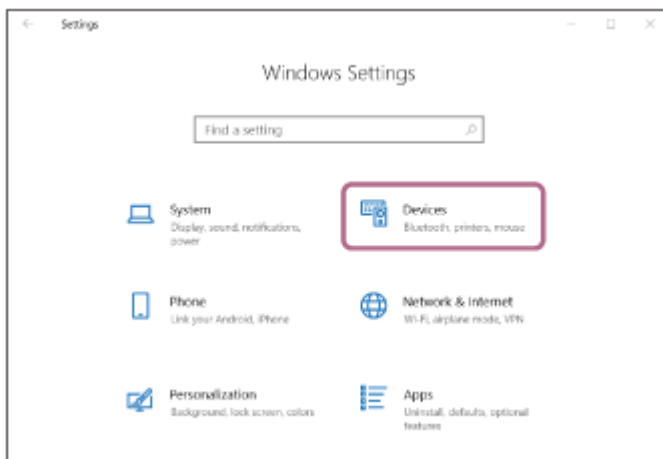 Settings
Windows Settings
Find a setting
System
Display, sound, notifications,
power
Devices
Bluetooth, printers, mouse
Phone
Link your Android, iPhone
Network & Internet
Wi-Fi, airplane mode, VPN
Personalization
Background, lock screen, colors
Apps
Uninstall, defaults, optional
features